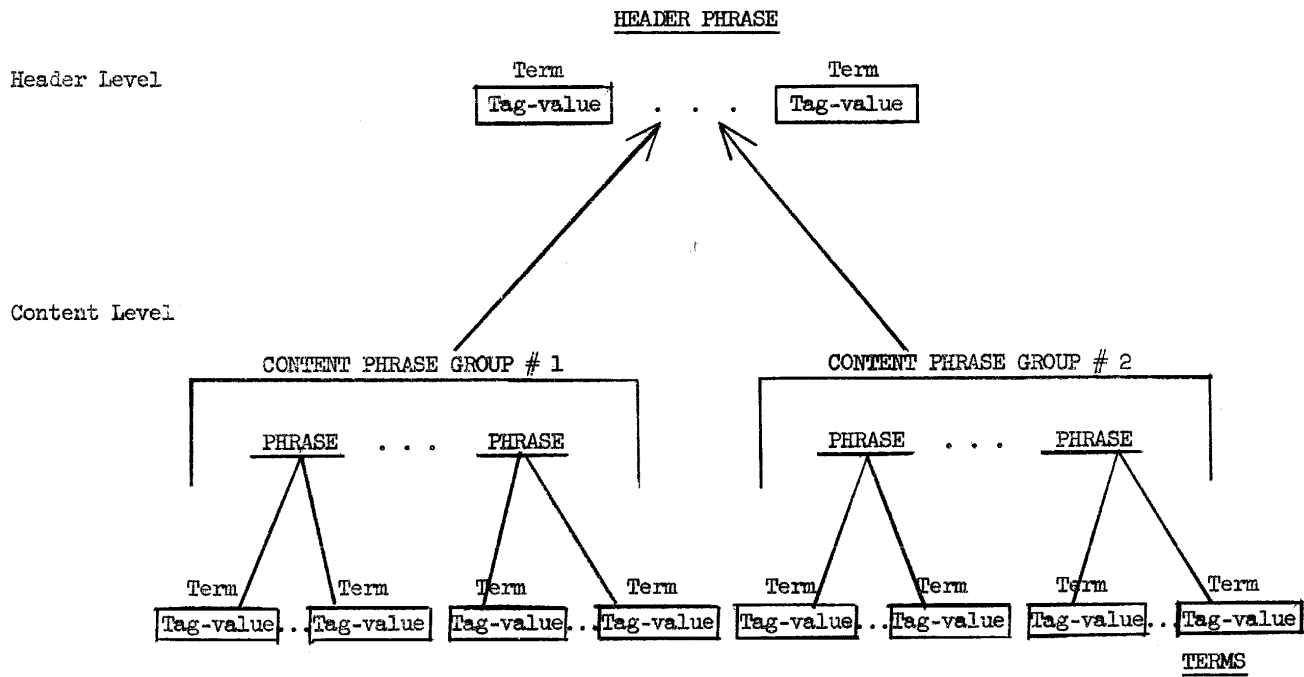 HEADER PHRASE
Header Level
Term Term
Tag-value . . . Tag-value
Content Level
CONTENT PHRASE GROUP # 1 CONTENT PHRASE GROUP # 2
PHRASE . . . PHRASE PHRASE . . . PHRASE
Term Term Term Term Term Term Term Term
Tag-value...Tag-value Tag-value...Tag-value Tag-value...Tag-value Tag-value...Tag-value
TERMS